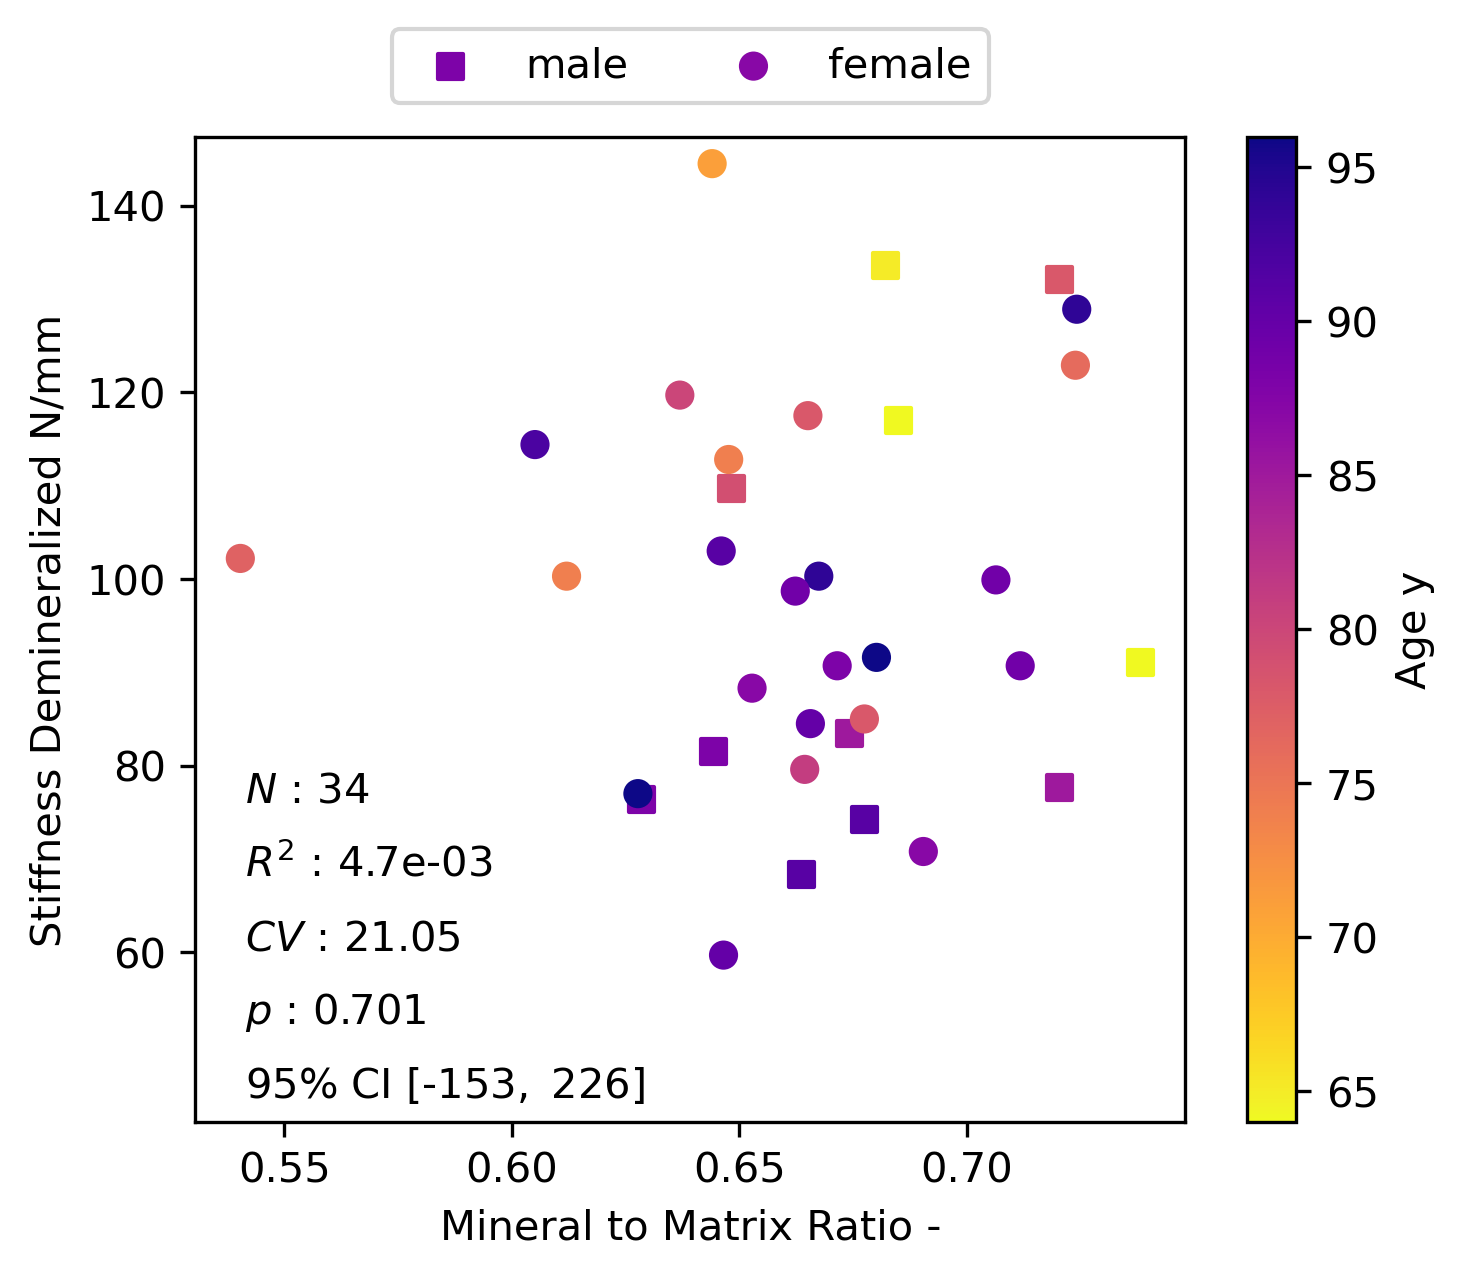 male female
140
120
100
80
60
Stiffness Demineralized N/mm
N : 34
R² : 4.7e-03
CV : 21.05
p : 0.701
95% CI [-153, 226]
0.55 0.60 0.65 0.70
Mineral to Matrix Ratio -
95
90
85
80
75
70
65
Age y